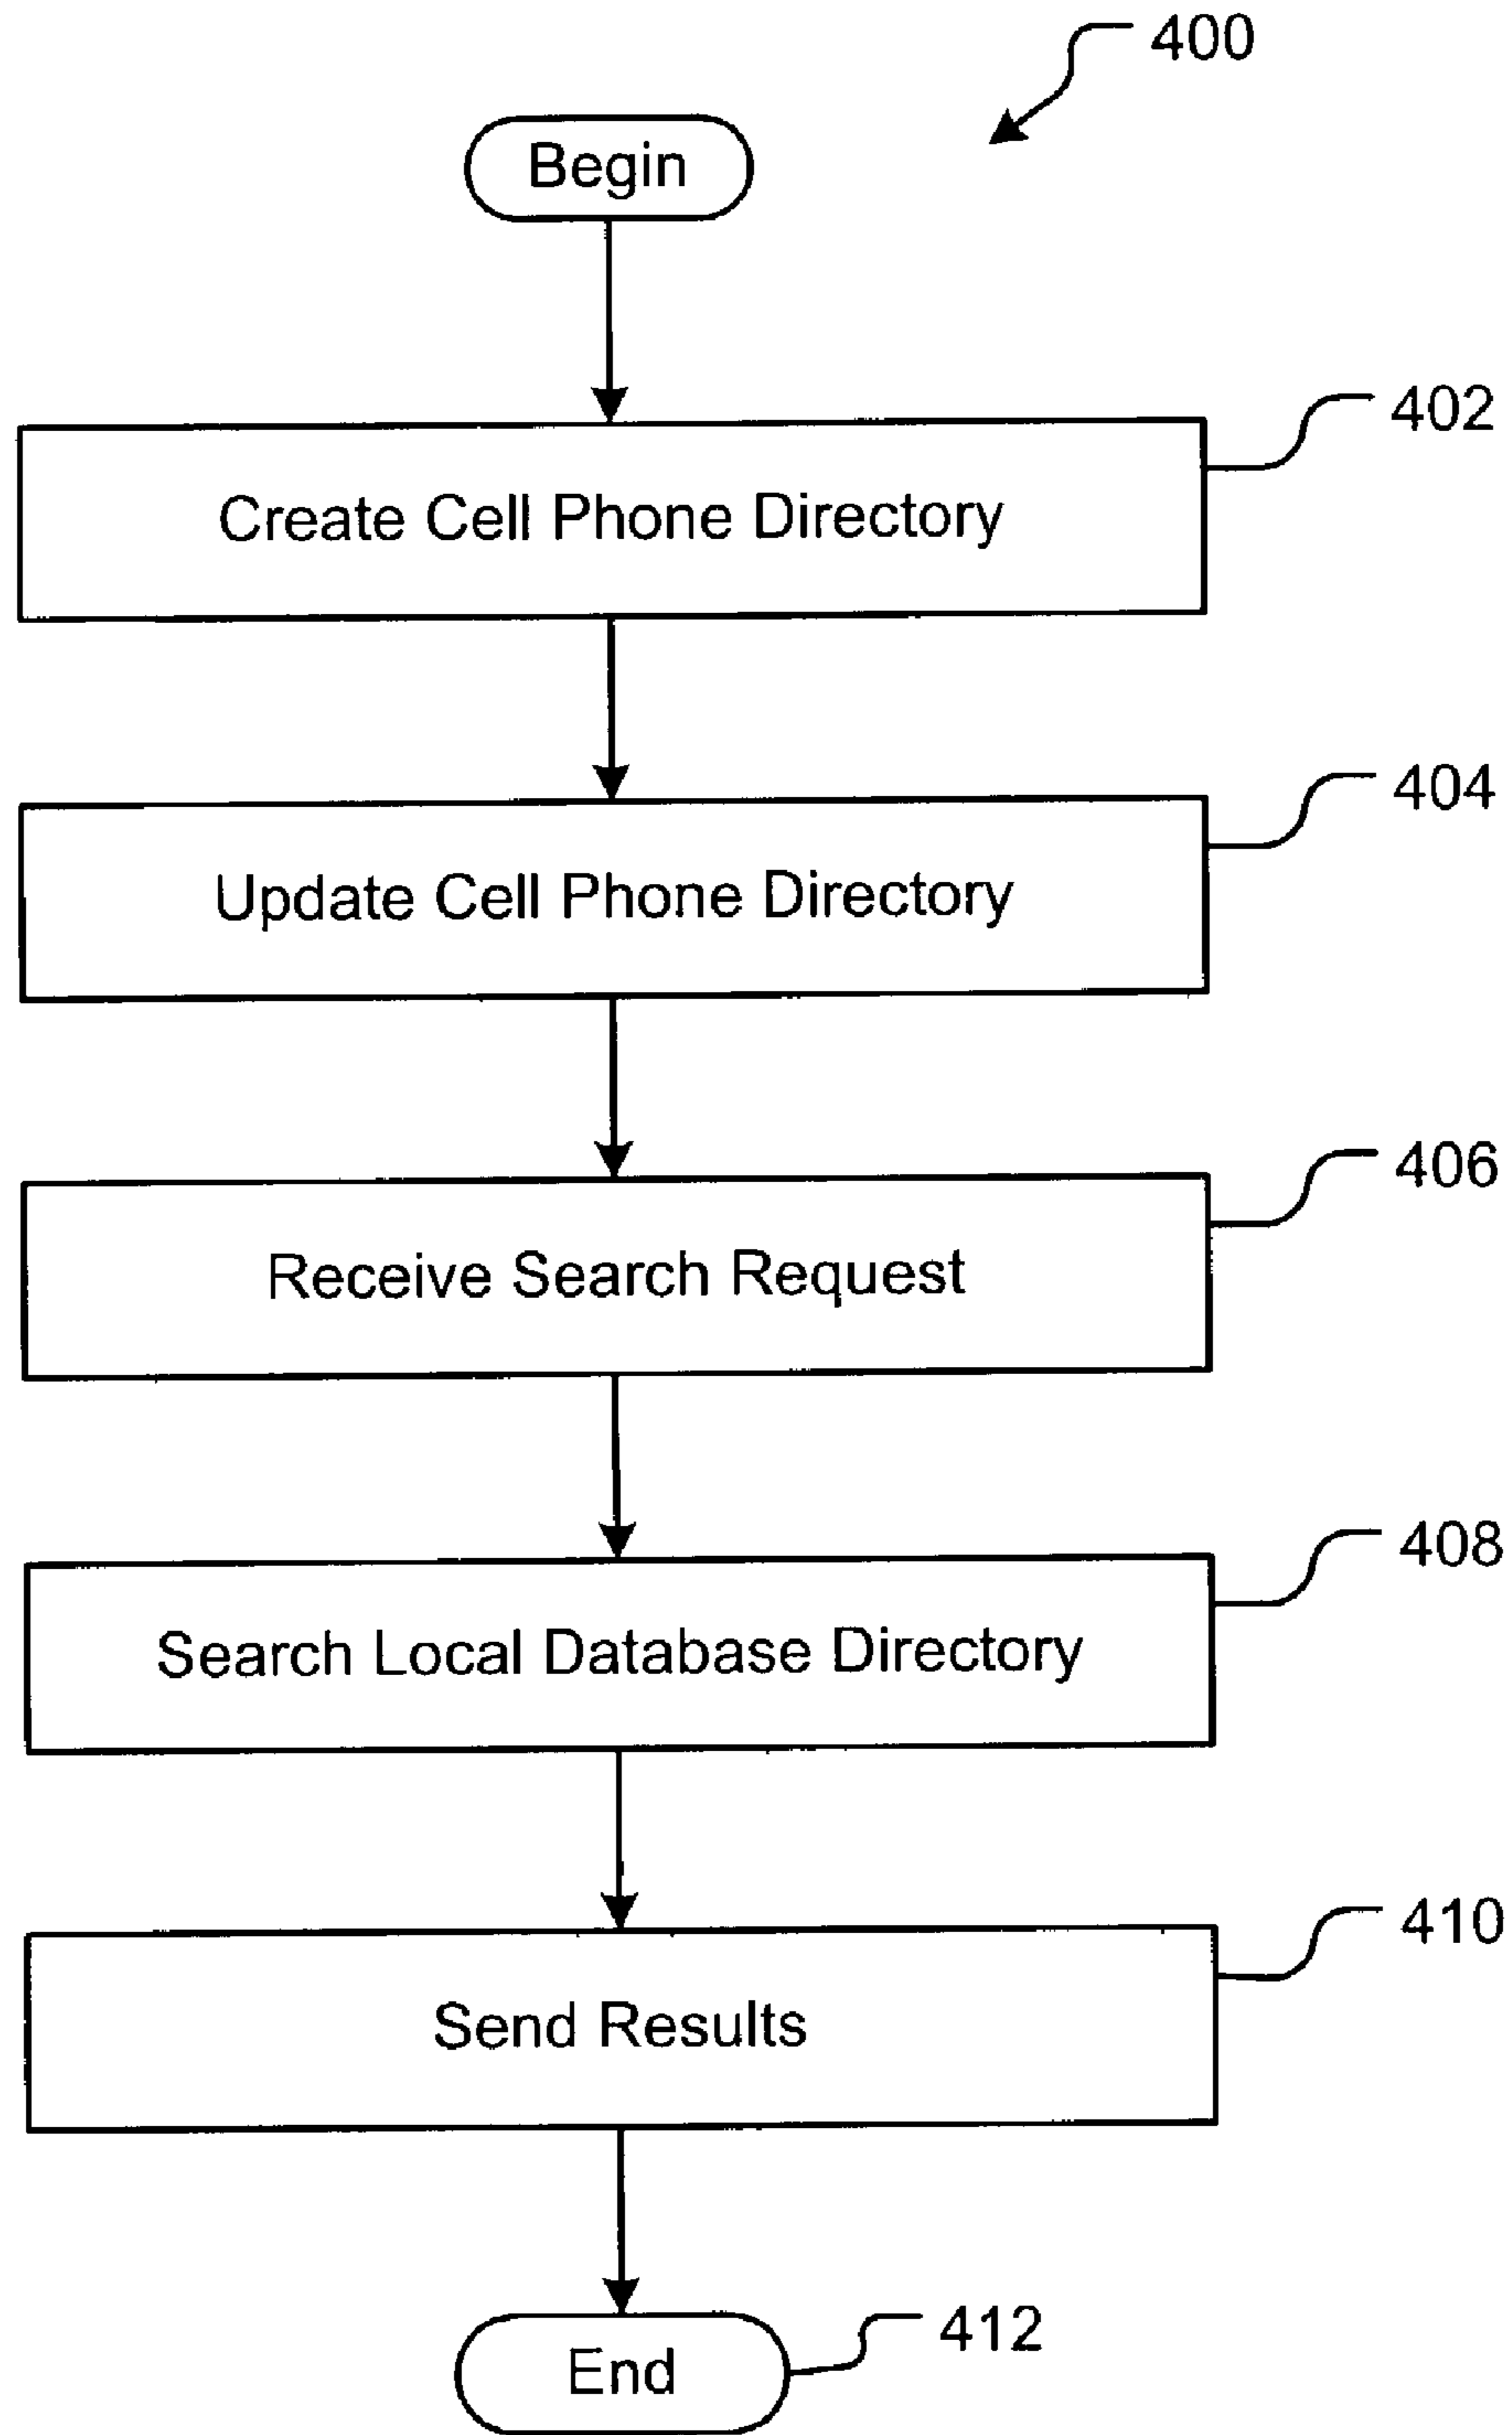 400
Begin
402
Create Cell Phone Directory
404
Update Cell Phone Directory
406
Receive Search Request
408
Search Local Database Directory
410
Send Results
412
End